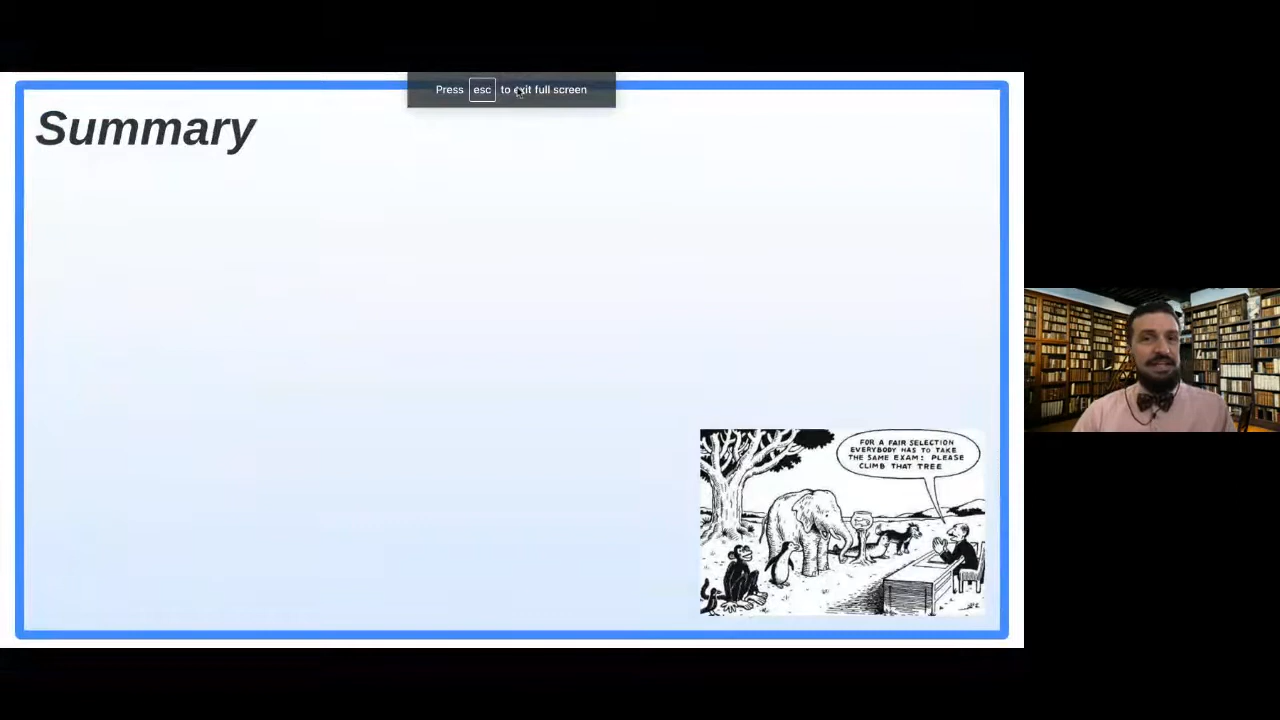 Press esc to exit full screen
Summary
FOR A FAIR SELECTION
EVERYBODY HAS TO TAKE
THE SAME EXAM: PLEASE
CLIMB THAT TREE